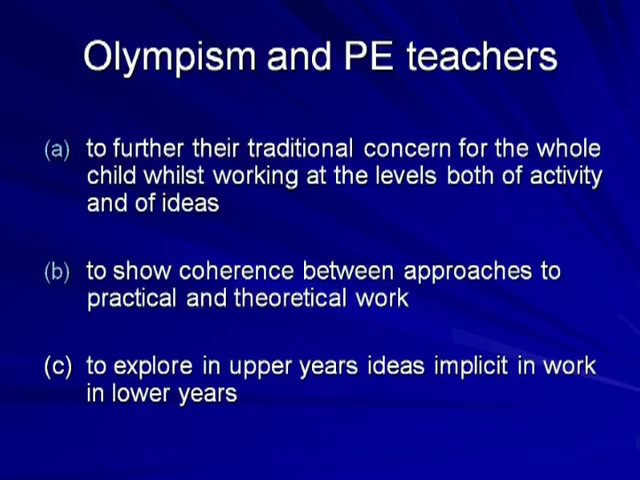 Olympism and PE teachers
(a) to further their traditional concern for the whole
child whilst working at the levels both of activity
and of ideas
(b) to show coherence between approaches to
practical and theoretical work
(c) to explore in upper years ideas implicit in work
in lower years